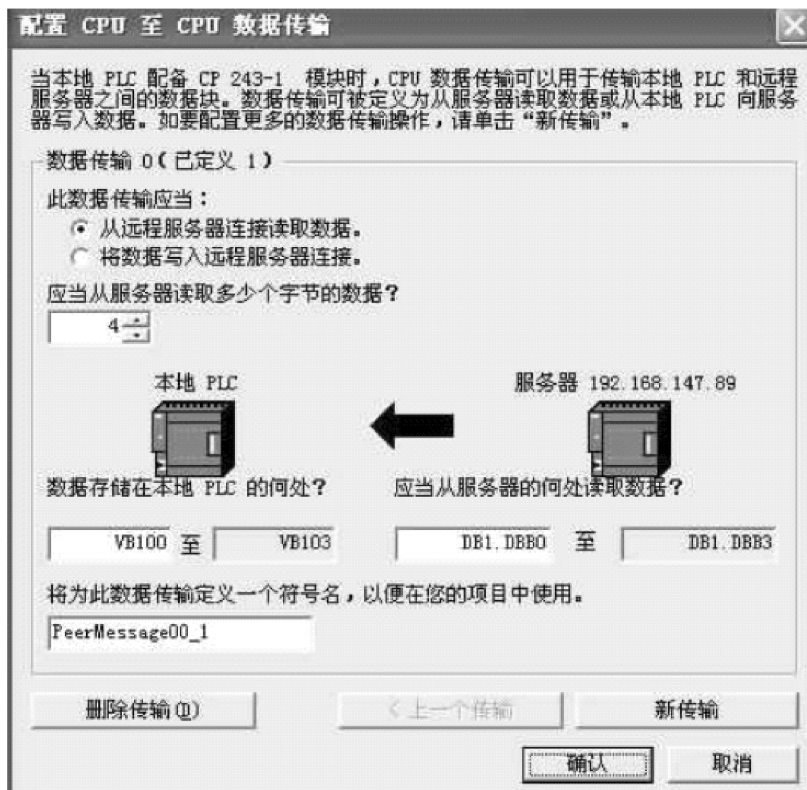 配置 CPU 至 CPU 数据传输
当本地 PLC 配备 CP 243-1 模块时，CPU 数据传输可以用于传输本地 PLC 和远程
服务器之间的数据块。数据传输可被定义为从服务器读取数据或从本地 PLC 向服务
器写入数据。如要配置更多的数据传输操作，请单击“新传输”。
数据传输 0(已定义 1)
此数据传输应当：
从远程服务器连接读取数据。
将数据写入远程服务器连接。
应当从服务器读取多少个字节的数据？
4
本地 PLC 服务器 192.168.147.89
数据存储在本地 PLC 的何处？ 应当从服务器的何处读取数据？
VB100 至 VB103 DB1.DBB0 至 DB1.DBB3
将为此数据传输定义一个符号名，以便在您的项目中使用。
PeerMessage00_1
删除传输(D) < 上一个传输 新传输
确认 取消